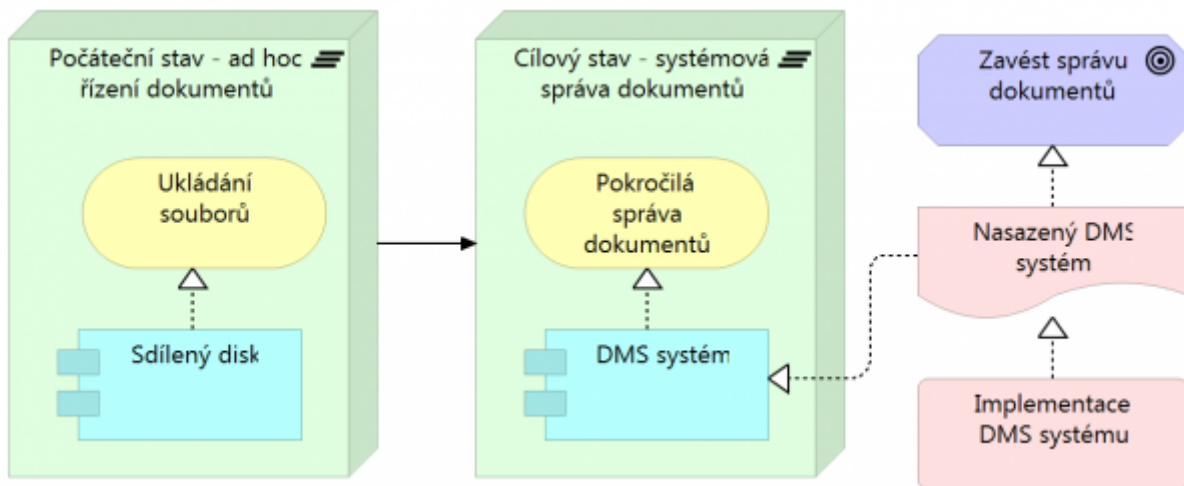 Počáteční stav - ad hoc
řízení dokumentů
Ukládání
souborů
Sdílený disk
Cílový stav - systémová
správa dokumentů
Pokročilá
správa
dokumentů
DMS systém
Zavést správu
dokumentů
Nasazený DMS
systém
Implementace
DMS systému